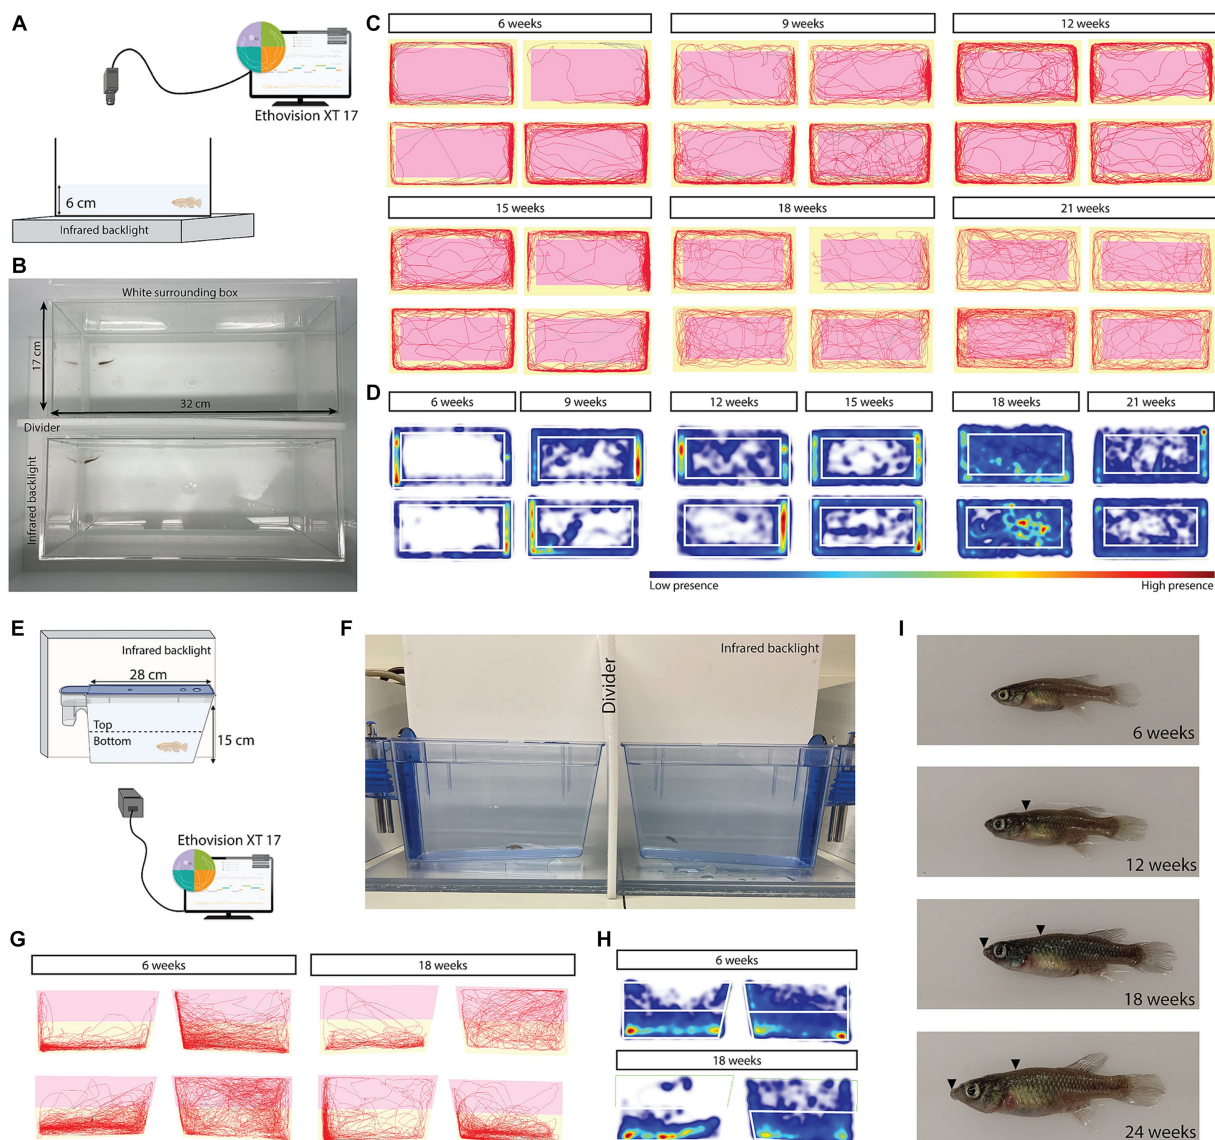 A
Ethovision XT 17
6 cm
Infrared backlight
B
White surrounding box
17 cm
32 cm
Divider
Infrared backlight
C
6 weeks
9 weeks
12 weeks
15 weeks
18 weeks
21 weeks
D
6 weeks
9 weeks
12 weeks
15 weeks
18 weeks
21 weeks
Low presence
High presence
E
Infrared backlight
28 cm
Top
Bottom
15 cm
Ethovision XT 17
F
Divider
Infrared backlight
G
6 weeks
18 weeks
H
6 weeks
18 weeks
I
6 weeks
12 weeks
18 weeks
24 weeks